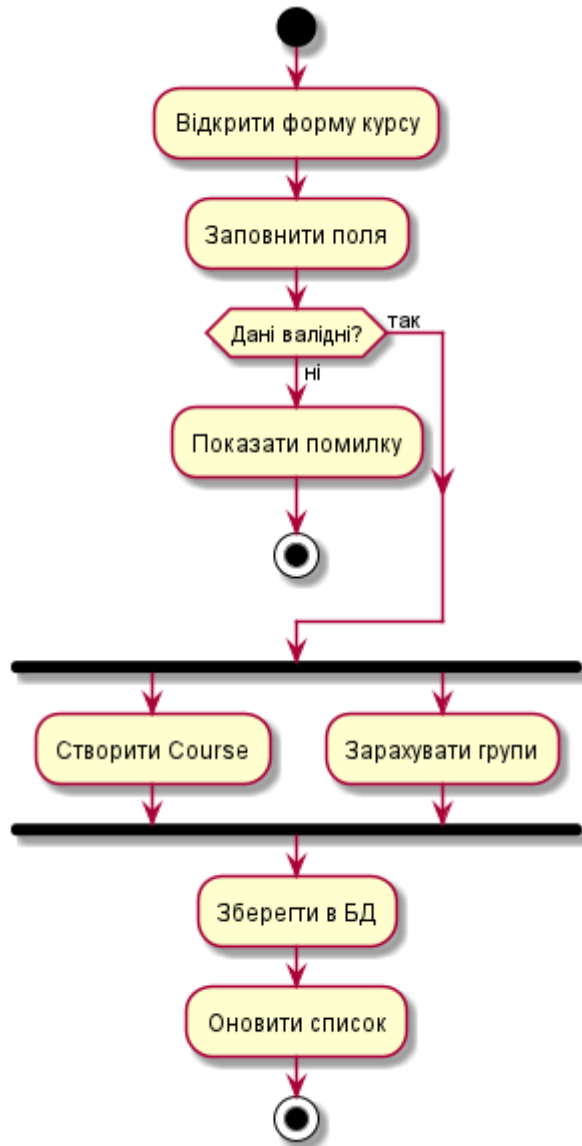 Відкрити форму курсу
Заповнити поля
Дані валідні?
так
ні
Показати помилку
Створити Course
Зарахувати групи
Зберегти в БД
Оновити список